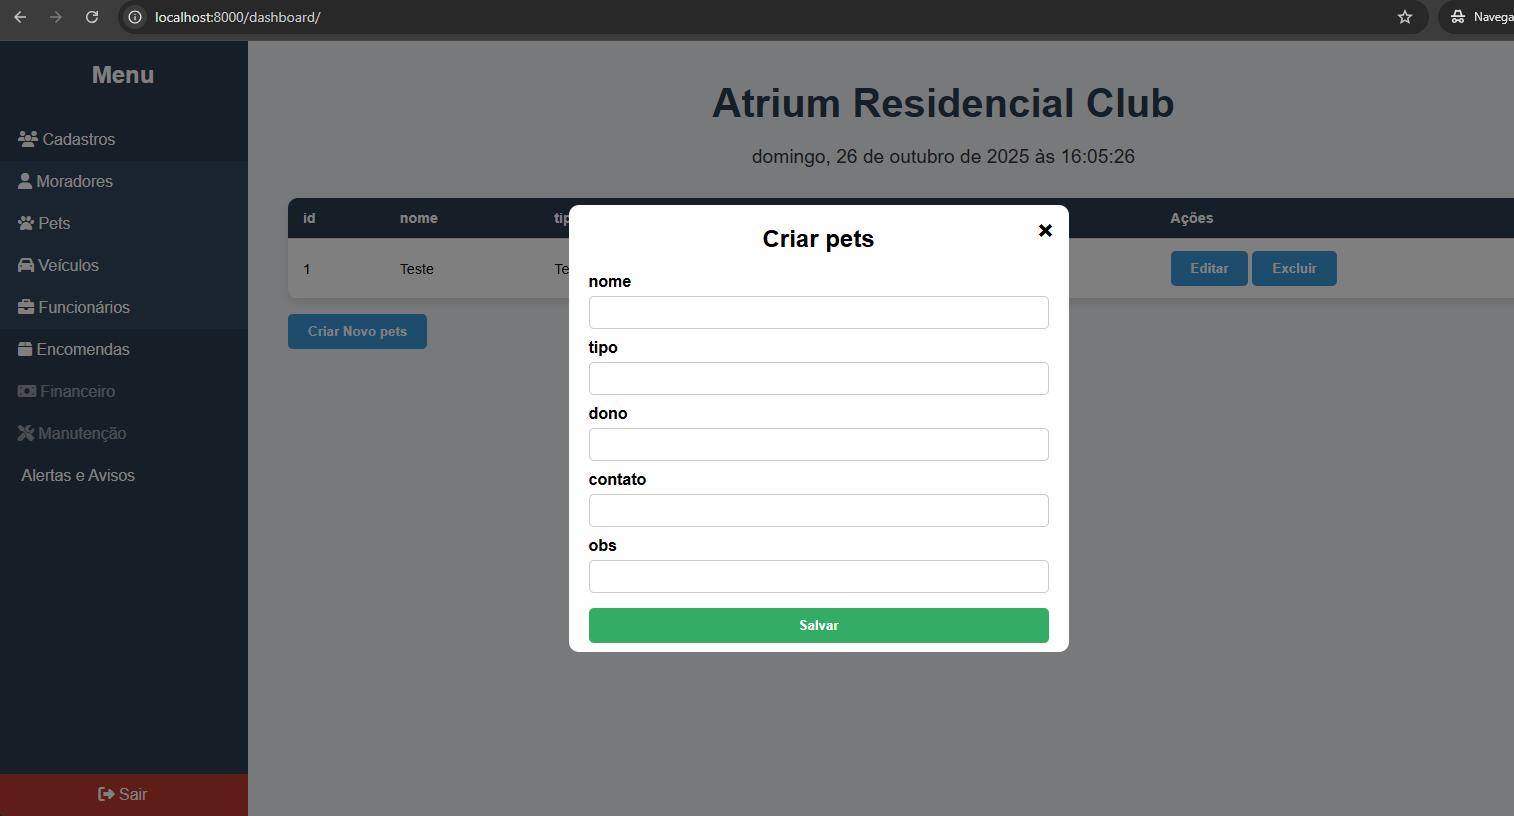 localhost:8000/dashboard/
Navega
Menu
Cadastros
Moradores
Pets
Veículos
Funcionários
Encomendas
Financeiro
Manutenção
Alertas e Avisos
Sair
Atrium Residencial Club
domingo, 26 de outubro de 2025 às 16:05:26
id nome tip Ações
1 Teste Te Editar Excluir
Criar Novo pets
Criar pets
nome
tipo
dono
contato
obs
Salvar